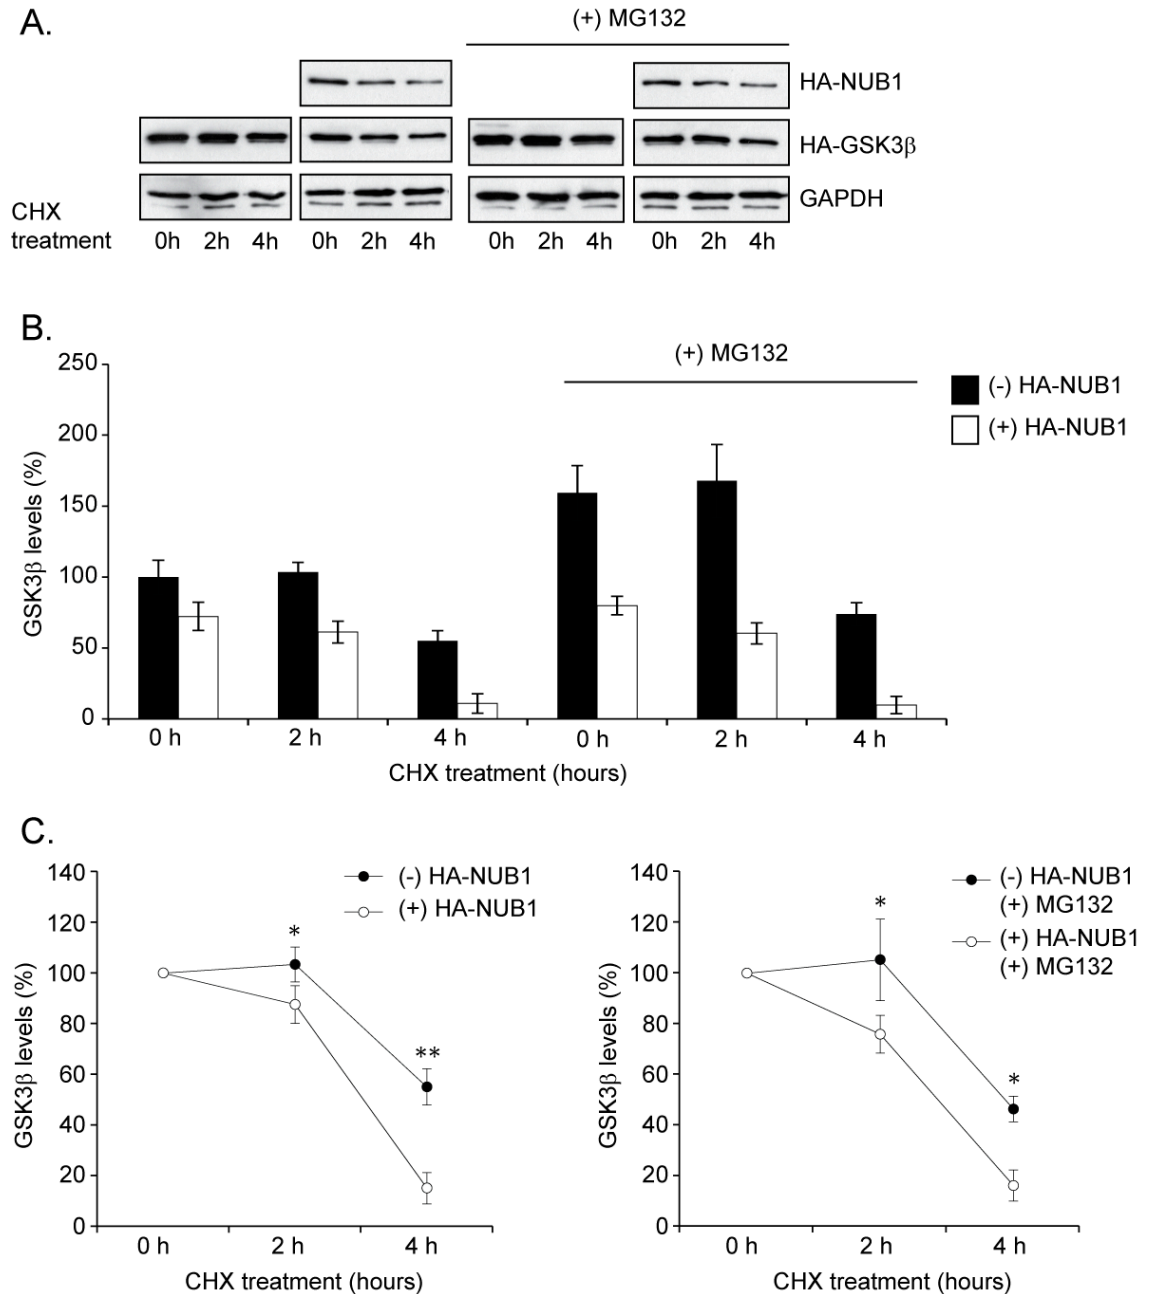 A.
(+) MG132
HA-NUB1
HA-GSK3β
GAPDH
CHX
treatment
0h 2h 4h 0h 2h 4h 0h 2h 4h 0h 2h 4h
B.
(+) MG132
(-) HA-NUB1
(+) HA-NUB1
GSK3β levels (%)
250
200
150
100
50
0
0 h 2 h 4 h 0 h 2 h 4 h
CHX treatment (hours)
C.
(-) HA-NUB1
(+) HA-NUB1
GSK3β levels (%)
140
120
100
80
60
40
20
0
*
**
0 h 2 h 4 h
CHX treatment (hours)
(-) HA-NUB1
(+) MG132
(+) HA-NUB1
(+) MG132
GSK3β levels (%)
140
120
100
80
60
40
20
0
*
*
0 h 2 h 4 h
CHX treatment (hours)